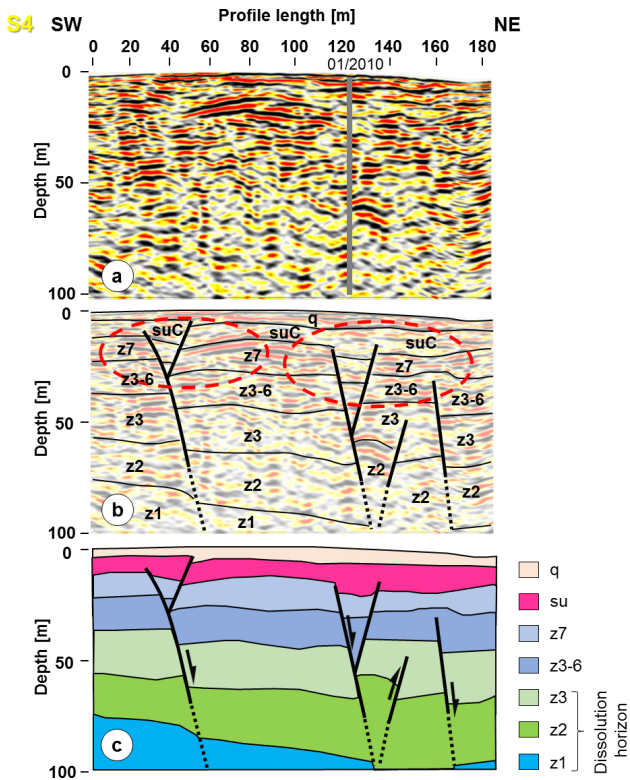 S4 SW Profile length [m] NE
0 20 40 60 80 100 120 140 160 180
01/2010
0
50
100
Depth [m]
a
0
50
100
Depth [m]
q
suC suC suC
z7 z7 z7
z3-6 z3-6 z3-6 z3-6
z3 z3 z3 z3
z2 z2 z2 z2 z2
z1 z1
b
0
50
100
Depth [m]
c
q
su
z7
z3-6
z3
z2
z1
Dissolution
horizon